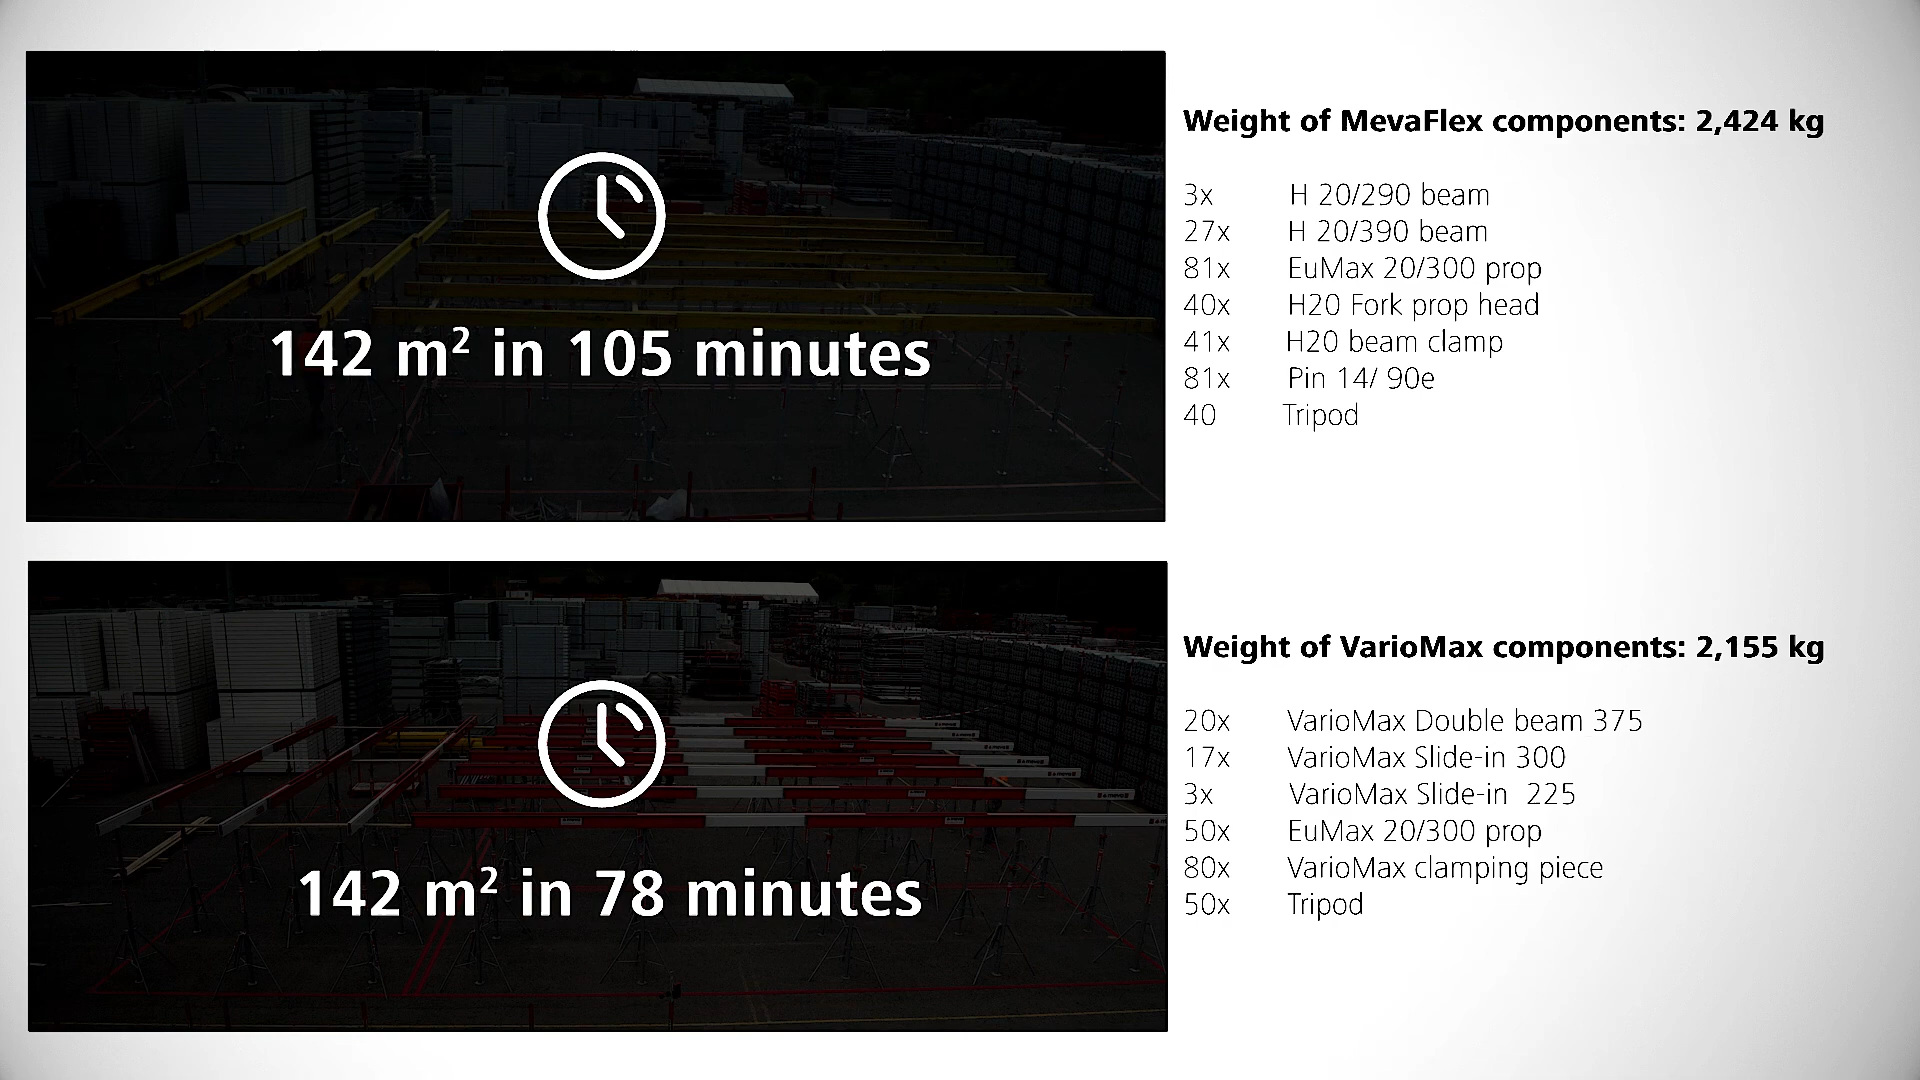 142 m² in 105 minutes
Weight of MevaFlex components: 2,424 kg
3x H 20/290 beam
27x H 20/390 beam
81x EuMax 20/300 prop
40x H20 Fork prop head
41x H20 beam clamp
81x Pin 14/ 90e
40 Tripod
142 m² in 78 minutes
Weight of VarioMax components: 2,155 kg
20x VarioMax Double beam 375
17x VarioMax Slide-in 300
3x VarioMax Slide-in 225
50x EuMax 20/300 prop
80x VarioMax clamping piece
50x Tripod